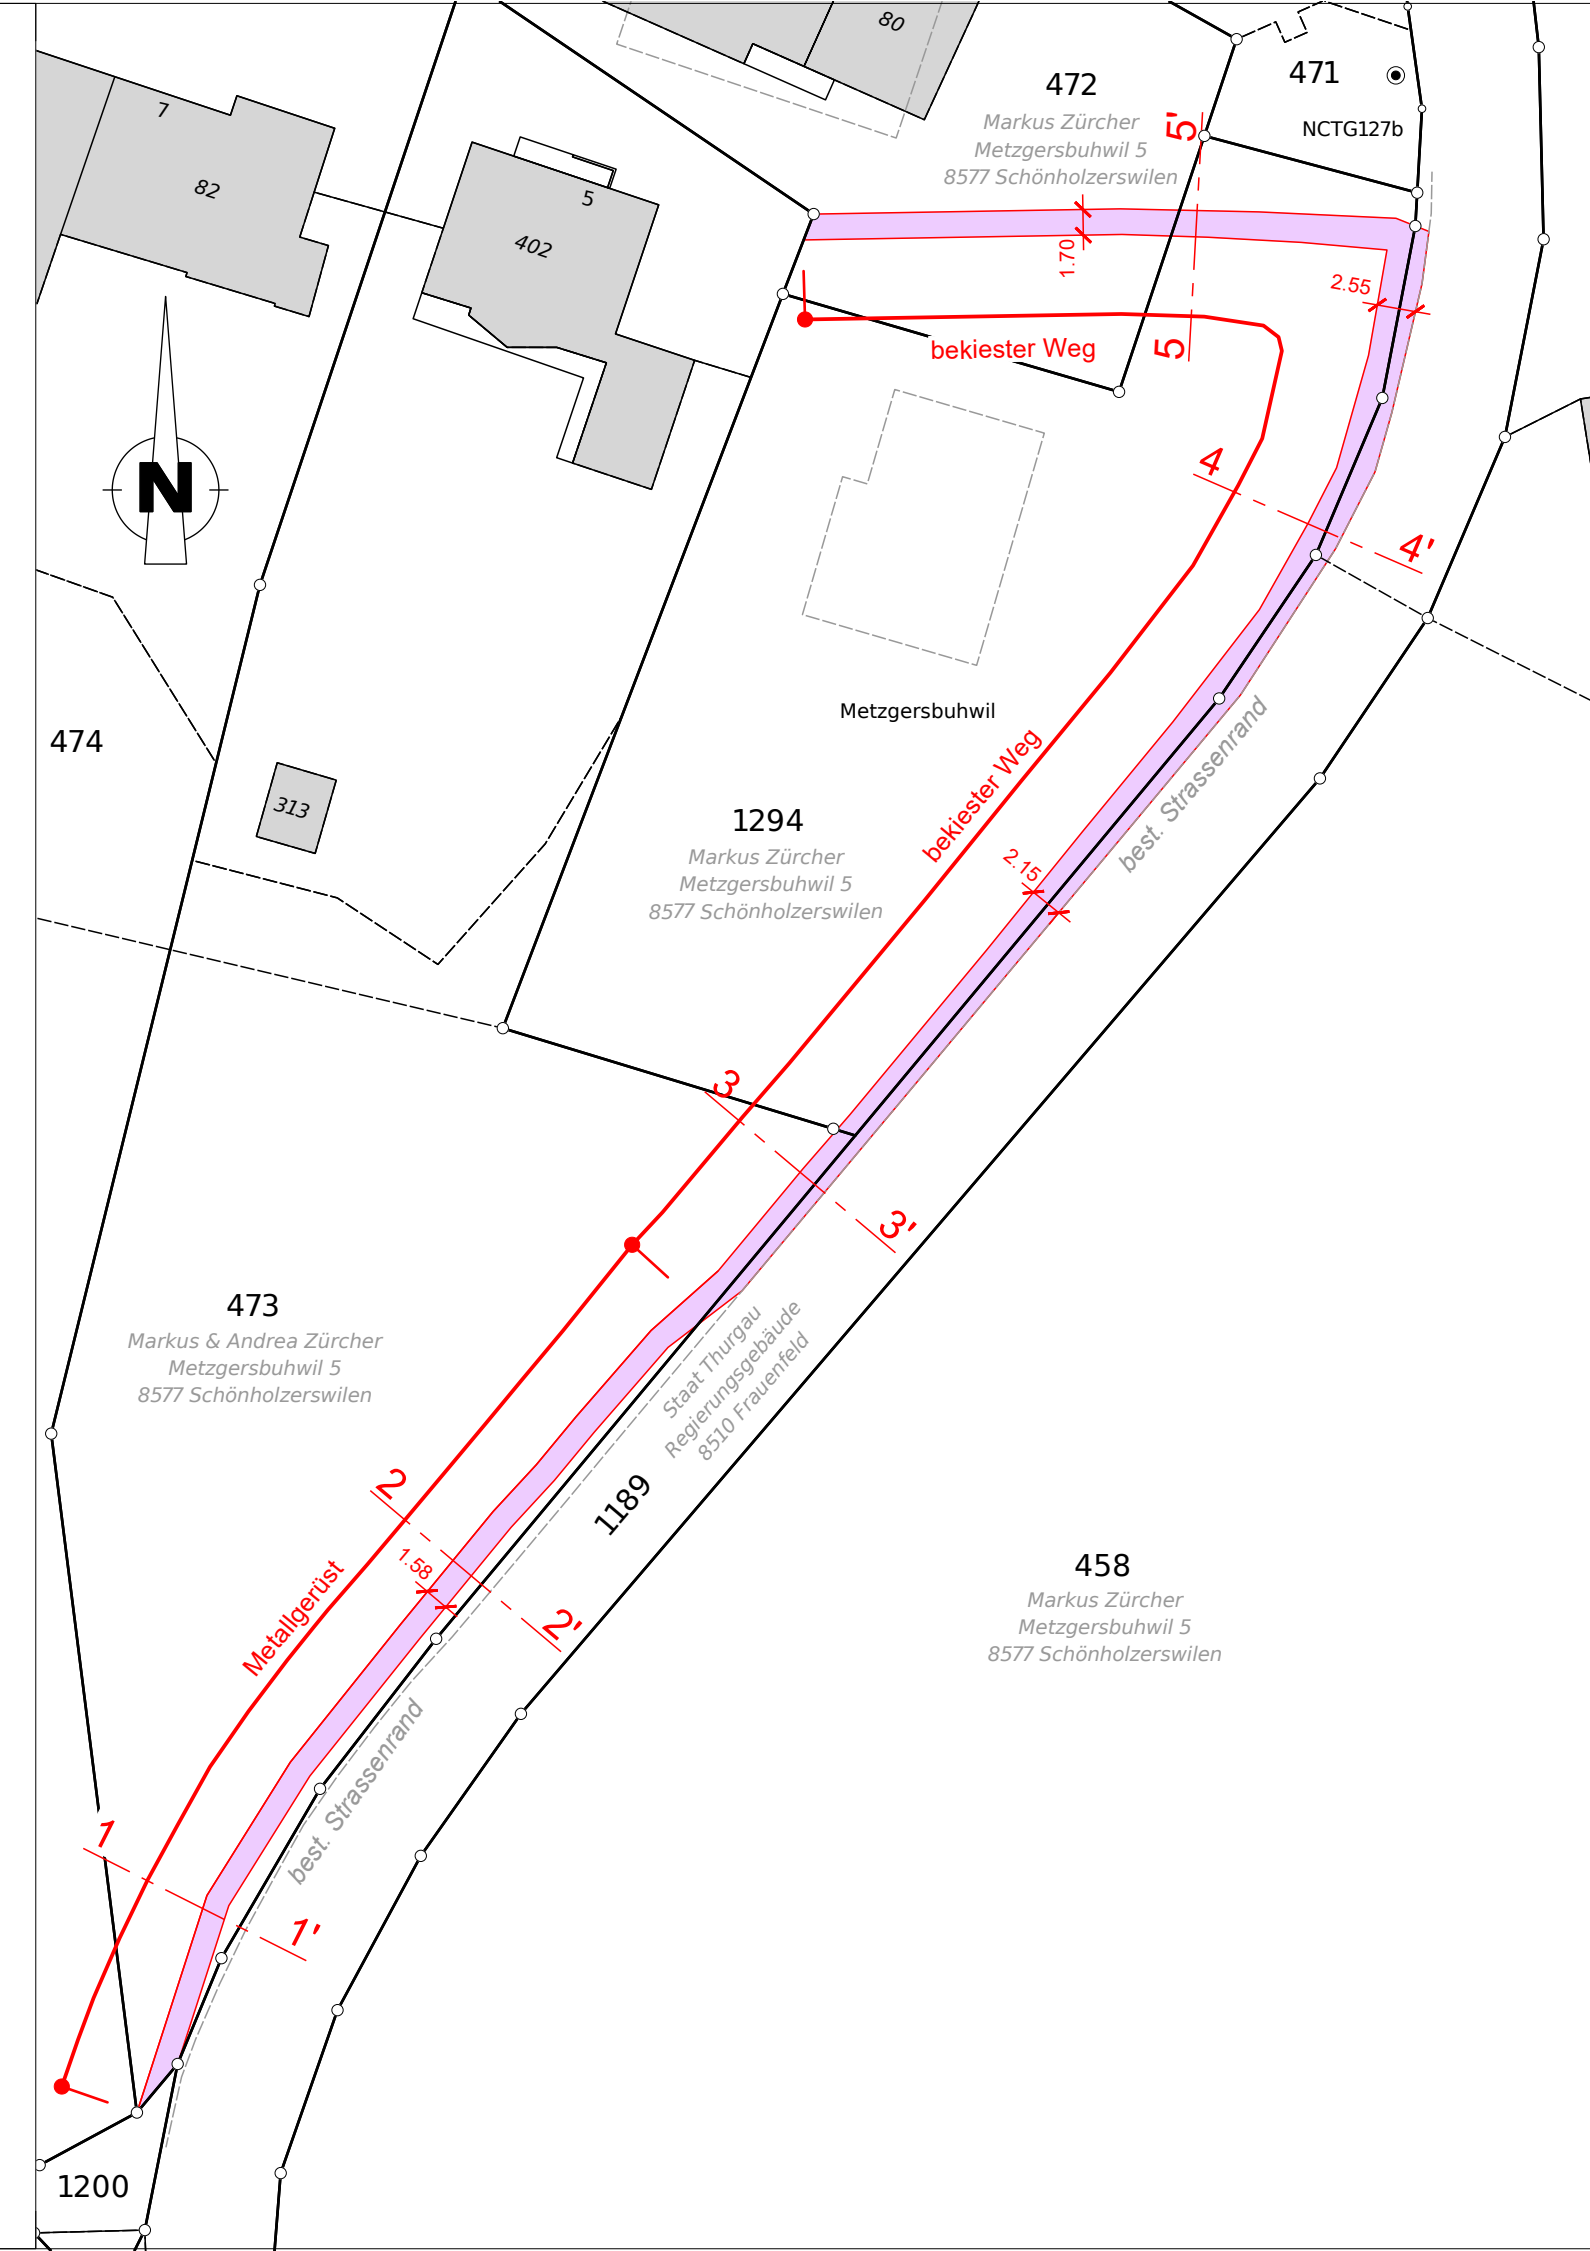 80
472
Markus Zürcher
Metzgersbuhwil 5
8577 Schönholzerswilen
5'
471
NCTG127b
7
82
5
402
1.70
2.55
bekiester Weg
5
N
4
4'
474
Metzgersbuhwil
313
1294
Markus Zürcher
Metzgersbuhwil 5
8577 Schönholzerswilen
bekiester Weg
best. Strassenrand
2.15
3
3'
473
Markus & Andrea Zürcher
Metzgersbuhwil 5
8577 Schönholzerswilen
Staat Thurgau
Regierungsgebäude
8510 Frauenfeld
1189
2
1.58
2'
Metallgerüst
458
Markus Zürcher
Metzgersbuhwil 5
8577 Schönholzerswilen
best. Strassenrand
1
1'
1200